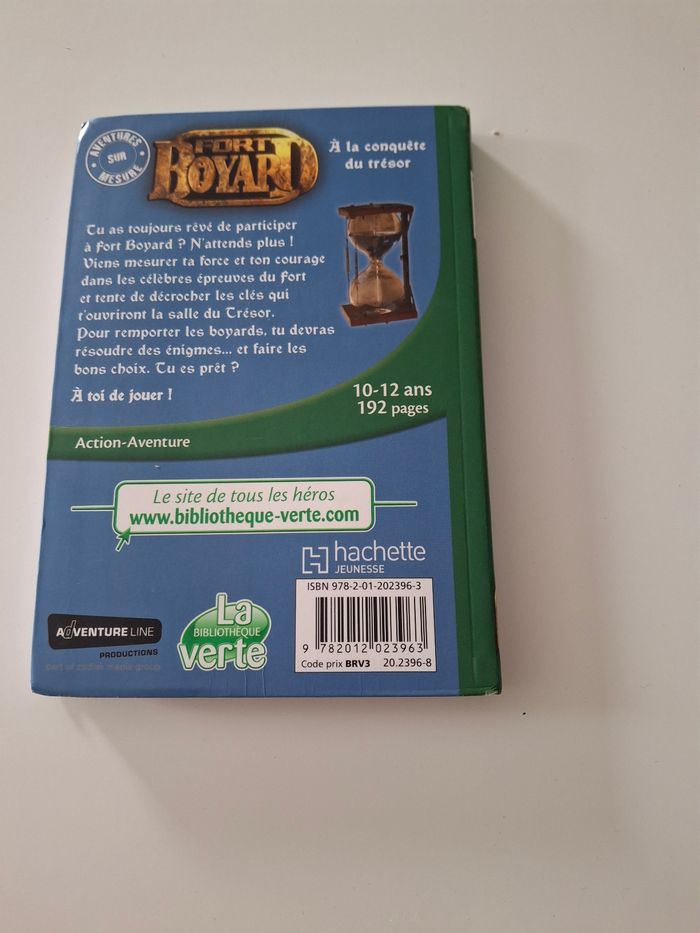 AVENTURES
SUR
MESURE
FORT
BOYARD
À la conquête
du trésor
Tu as toujours rêvé de participer
à Fort Boyard ? N'attends plus !
Viens mesurer ta force et ton courage
dans les célèbres épreuves du Fort
et tente de décrocher les clés qui
t'ouvriront la salle du Trésor.
Pour remporter les boyards, tu devras
résoudre des énigmes... et faire les
bons choix. Tu es prêt ?
À toi de jouer !
10-12 ans
192 pages
Action-Aventure
Le site de tous les héros
www.bibliotheque-verte.com
hachette
JEUNESSE
ISBN 978-2-01-202396-3
9 782012 023963
Code prix BRV3 20.2396-8
La
BIBLIOTHÈQUE
verte
ADVENTURE LINE
PRODUCTIONS
part of zodiak media group